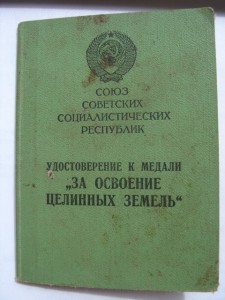 СОЮЗ
СОВЕТСКИХ
СОЦИАЛИСТИЧЕСКИХ
РЕСПУБЛИК
УДОСТОВЕРЕНИЕ К МЕДАЛИ
„ЗА ОСВОЕНИЕ
ЦЕЛИННЫХ ЗЕМЕЛЬ“